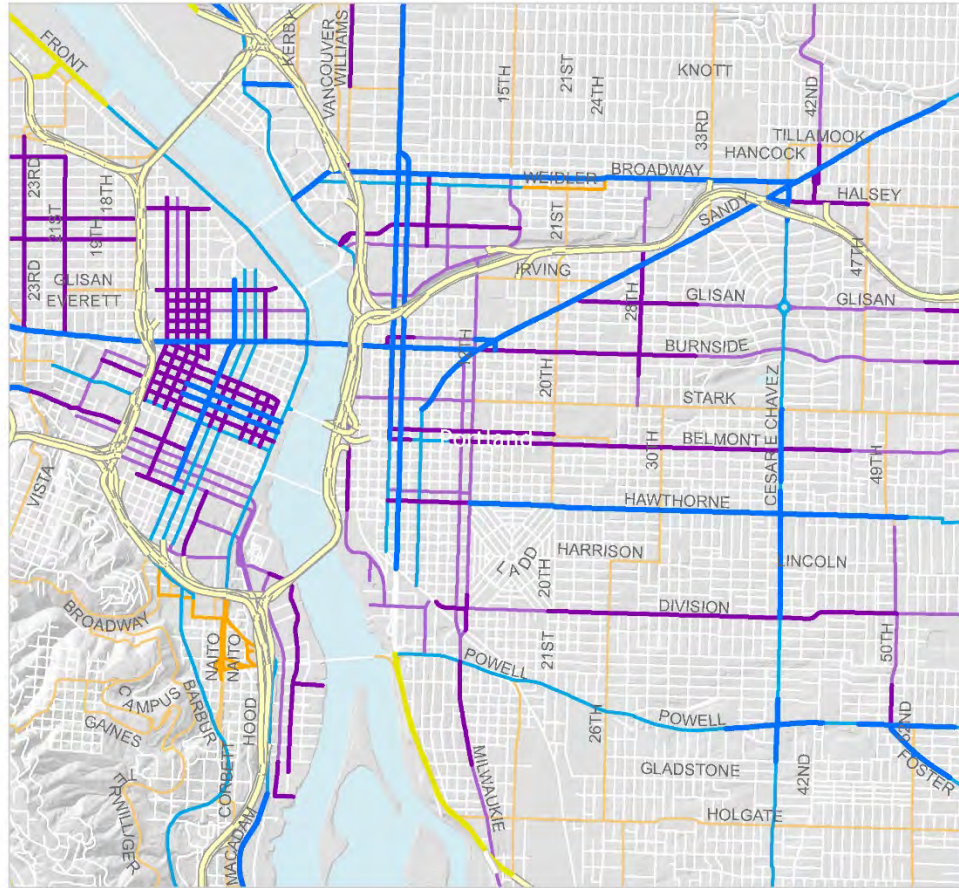 FRONT
KERBY
VANCOUVER
WILLIAMS
15TH
21ST
24TH
KNOTT
33RD
42ND
TILLAMOOK
HANCOCK
BROADWAY
WEIDLER
HALSEY
SANDY
23RD
21ST
19TH
18TH
21ST
47TH
IRVING
GLISAN
EVERETT
23RD
28TH
GLISAN
GLISAN
BURNSIDE
20TH
STARK
CESAR E CHAVEZ
Portland
30TH
BELMONT
49TH
VISTA
HAWTHORNE
LADD
HARRISON
20TH
LINCOLN
BROADWAY
DIVISION
NAITO
NAITO
21ST
50TH
POWELL
CAMPUS
BARBUR
HOOD
GAINES
CORBETT
26TH
POWELL
52ND
FOSTER
MILWAUKIE
GLADSTONE
42ND
TERWILLIGER
MACADAM
HOLGATE